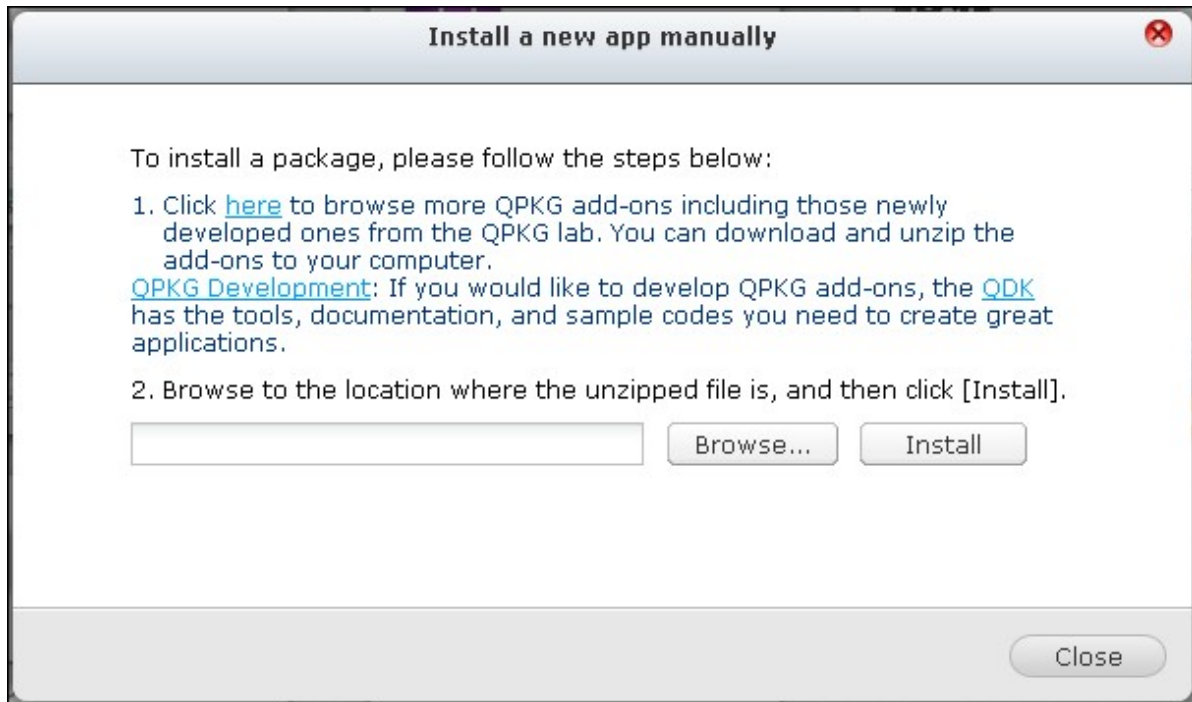 Install a new app manually
To install a package, please follow the steps below:
1. Click here to browse more QPKG add-ons including those newly
developed ones from the QPKG lab. You can download and unzip the
add-ons to your computer.
QPKG Development: If you would like to develop QPKG add-ons, the QDK
has the tools, documentation, and sample codes you need to create great
applications.
2. Browse to the location where the unzipped file is, and then click [Install].
Browse... Install
Close